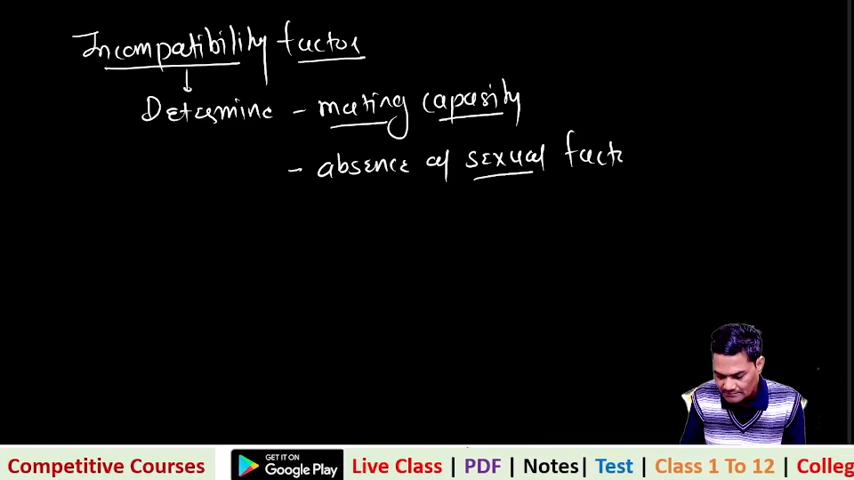 Incompatibility factor
Determine - mating capasity
- absence of sexual fact
Competitive Courses GET IT ON Google Play Live Class | PDF | Notes| Test | Class 1 To 12 | Colleg